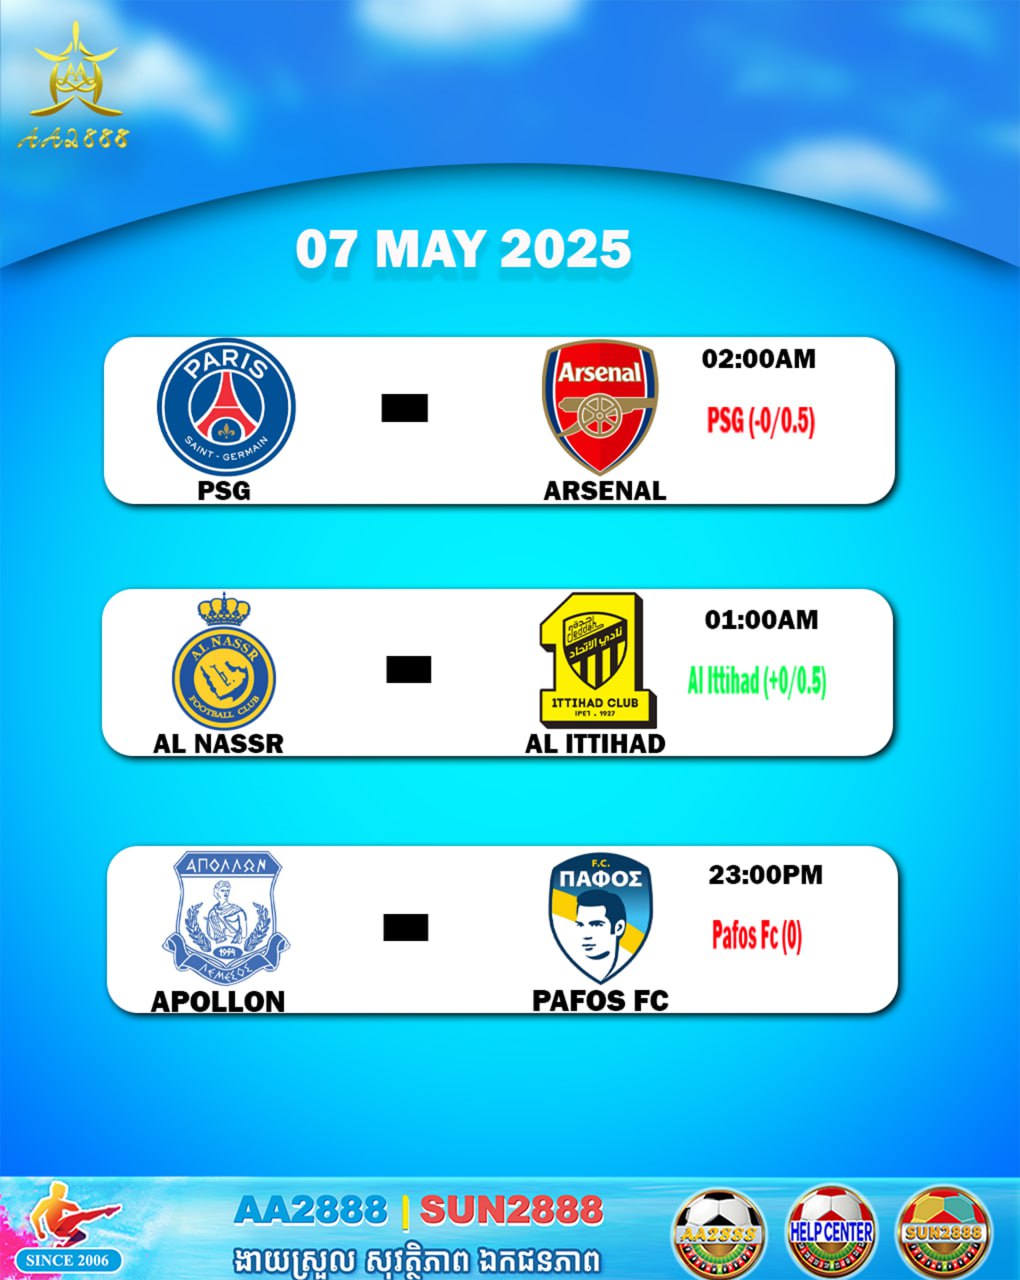 AA2888
07 MAY 2025
PARIS
SAINT - GERMAIN
PSG
Arsenal
ARSENAL
02:00AM
PSG (-0/0.5)
AL NASSR
FOOTBALL CLUB
AL NASSR
jeddah
نادي الاتحاد
ITTIHAD CLUB
1927
AL ITTIHAD
01:00AM
Al Ittihad (+0/0.5)
ΑΠΟΛΛΩΝ
1954
ΛΕΜΕΣΟΣ
APOLLON
F.C.
ΠΑΦΟΣ
PAFOS FC
23:00PM
Pafos Fc (0)
SINCE 2006
AA2888 | SUN2888
ងាយស្រួល សុវត្ថិភាព ឯកជនភាព
AA2888
HELP CENTER
SUN2888